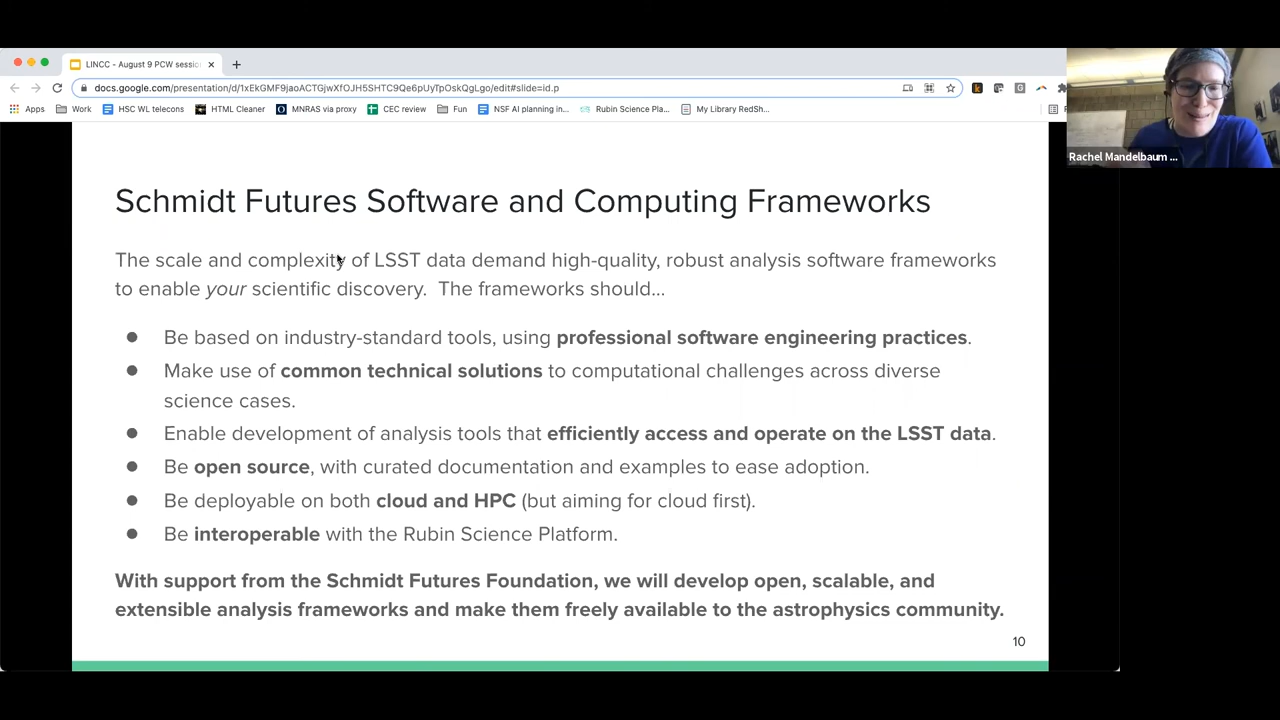 LINCC - August 9 PCW sessio
docs.google.com/presentation/d/1xEkGMF9jaoACTGjwXfOJH5SHTC9Qe6pUyTpOskQgLgo/edit#slide=id.p
Apps Work HSC WL telecons HTML Cleaner MNRAS via proxy CEC review Fun NSF AI planning in... Rubin Science Pla... My Library RedSh...
Rachel Mandelbaum ...
Schmidt Futures Software and Computing Frameworks
The scale and complexity of LSST data demand high-quality, robust analysis software frameworks
to enable your scientific discovery. The frameworks should...
● Be based on industry-standard tools, using professional software engineering practices.
● Make use of common technical solutions to computational challenges across diverse
science cases.
● Enable development of analysis tools that efficiently access and operate on the LSST data.
● Be open source, with curated documentation and examples to ease adoption.
● Be deployable on both cloud and HPC (but aiming for cloud first).
● Be interoperable with the Rubin Science Platform.
With support from the Schmidt Futures Foundation, we will develop open, scalable, and
extensible analysis frameworks and make them freely available to the astrophysics community.
10